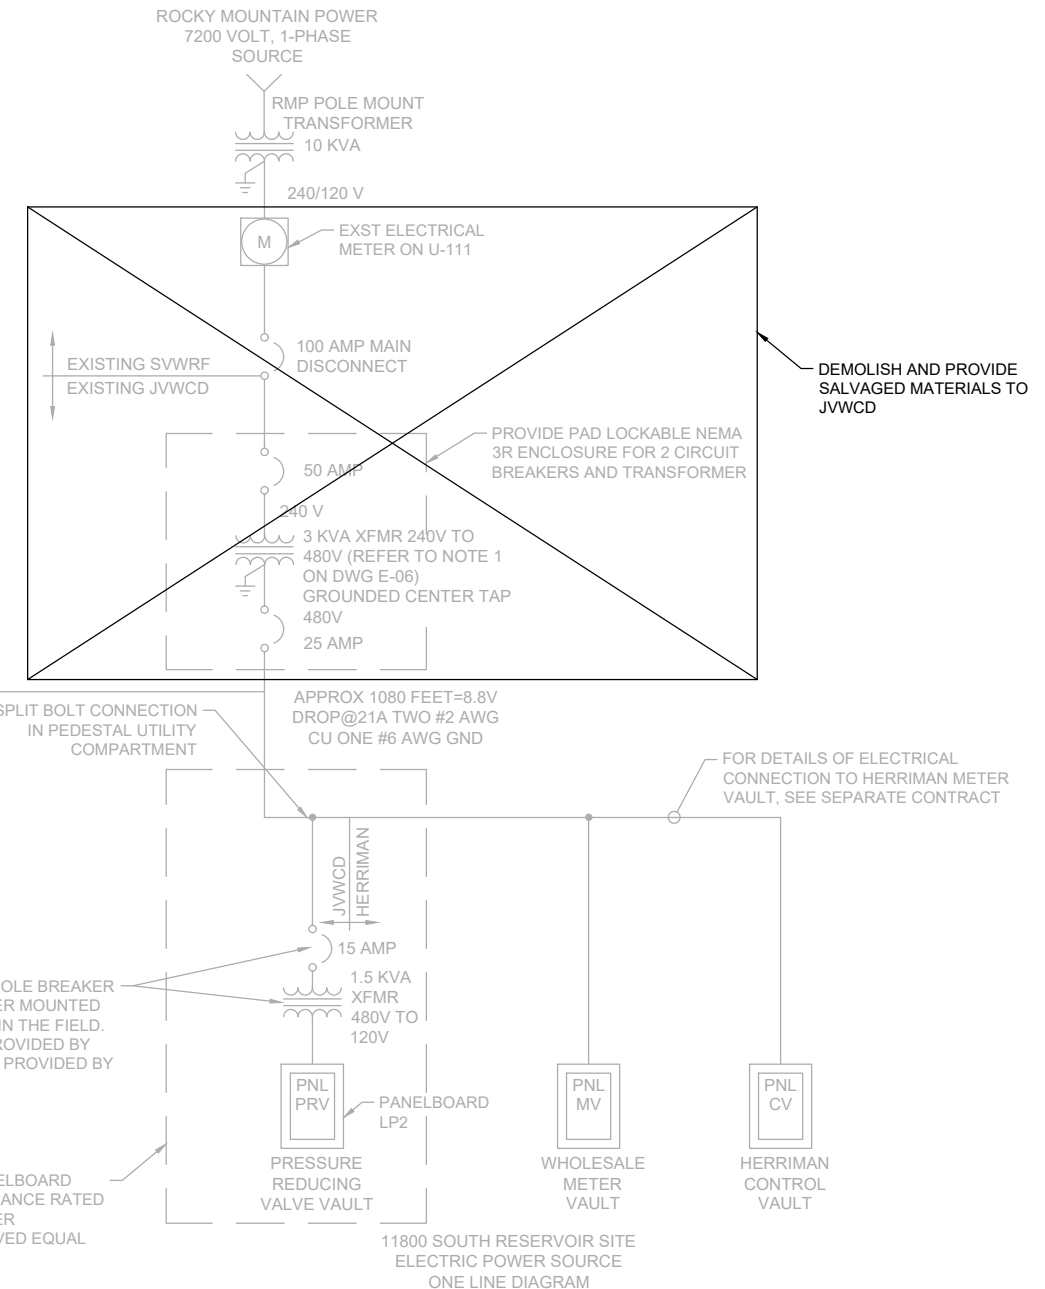 ROCKY MOUNTAIN POWER
7200 VOLT, 1-PHASE
SOURCE
RMP POLE MOUNT
TRANSFORMER
10 KVA
240/120 V
M
EXST ELECTRICAL
METER ON U-111
100 AMP MAIN
DISCONNECT
EXISTING SVWRF
EXISTING JVWCD
DEMOLISH AND PROVIDE
SALVAGED MATERIALS TO
JVWCD
PROVIDE PAD LOCKABLE NEMA
3R ENCLOSURE FOR 2 CIRCUIT
BREAKERS AND TRANSFORMER
50 AMP
240 V
3 KVA XFMR 240V TO
480V (REFER TO NOTE 1
ON DWG E-06)
GROUNDED CENTER TAP
480V
25 AMP
SPLIT BOLT CONNECTION
IN PEDESTAL UTILITY
COMPARTMENT
APPROX 1080 FEET=8.8V
DROP@21A TWO #2 AWG
CU ONE #6 AWG GND
FOR DETAILS OF ELECTRICAL
CONNECTION TO HERRIMAN METER
VAULT, SEE SEPARATE CONTRACT
JVWCD
HERRIMAN
15 AMP
1.5 KVA
XFMR
480V TO
120V
OLE BREAKER
ER MOUNTED
IN THE FIELD.
ROVIDED BY
PROVIDED BY
PNL
PRV
PANELBOARD
LP2
PRESSURE
REDUCING
VALVE VAULT
PNL
MV
WHOLESALE
METER
VAULT
PNL
CV
HERRIMAN
CONTROL
VAULT
ELBOARD
ANCE RATED
ER
VED EQUAL
11800 SOUTH RESERVOIR SITE
ELECTRIC POWER SOURCE
ONE LINE DIAGRAM